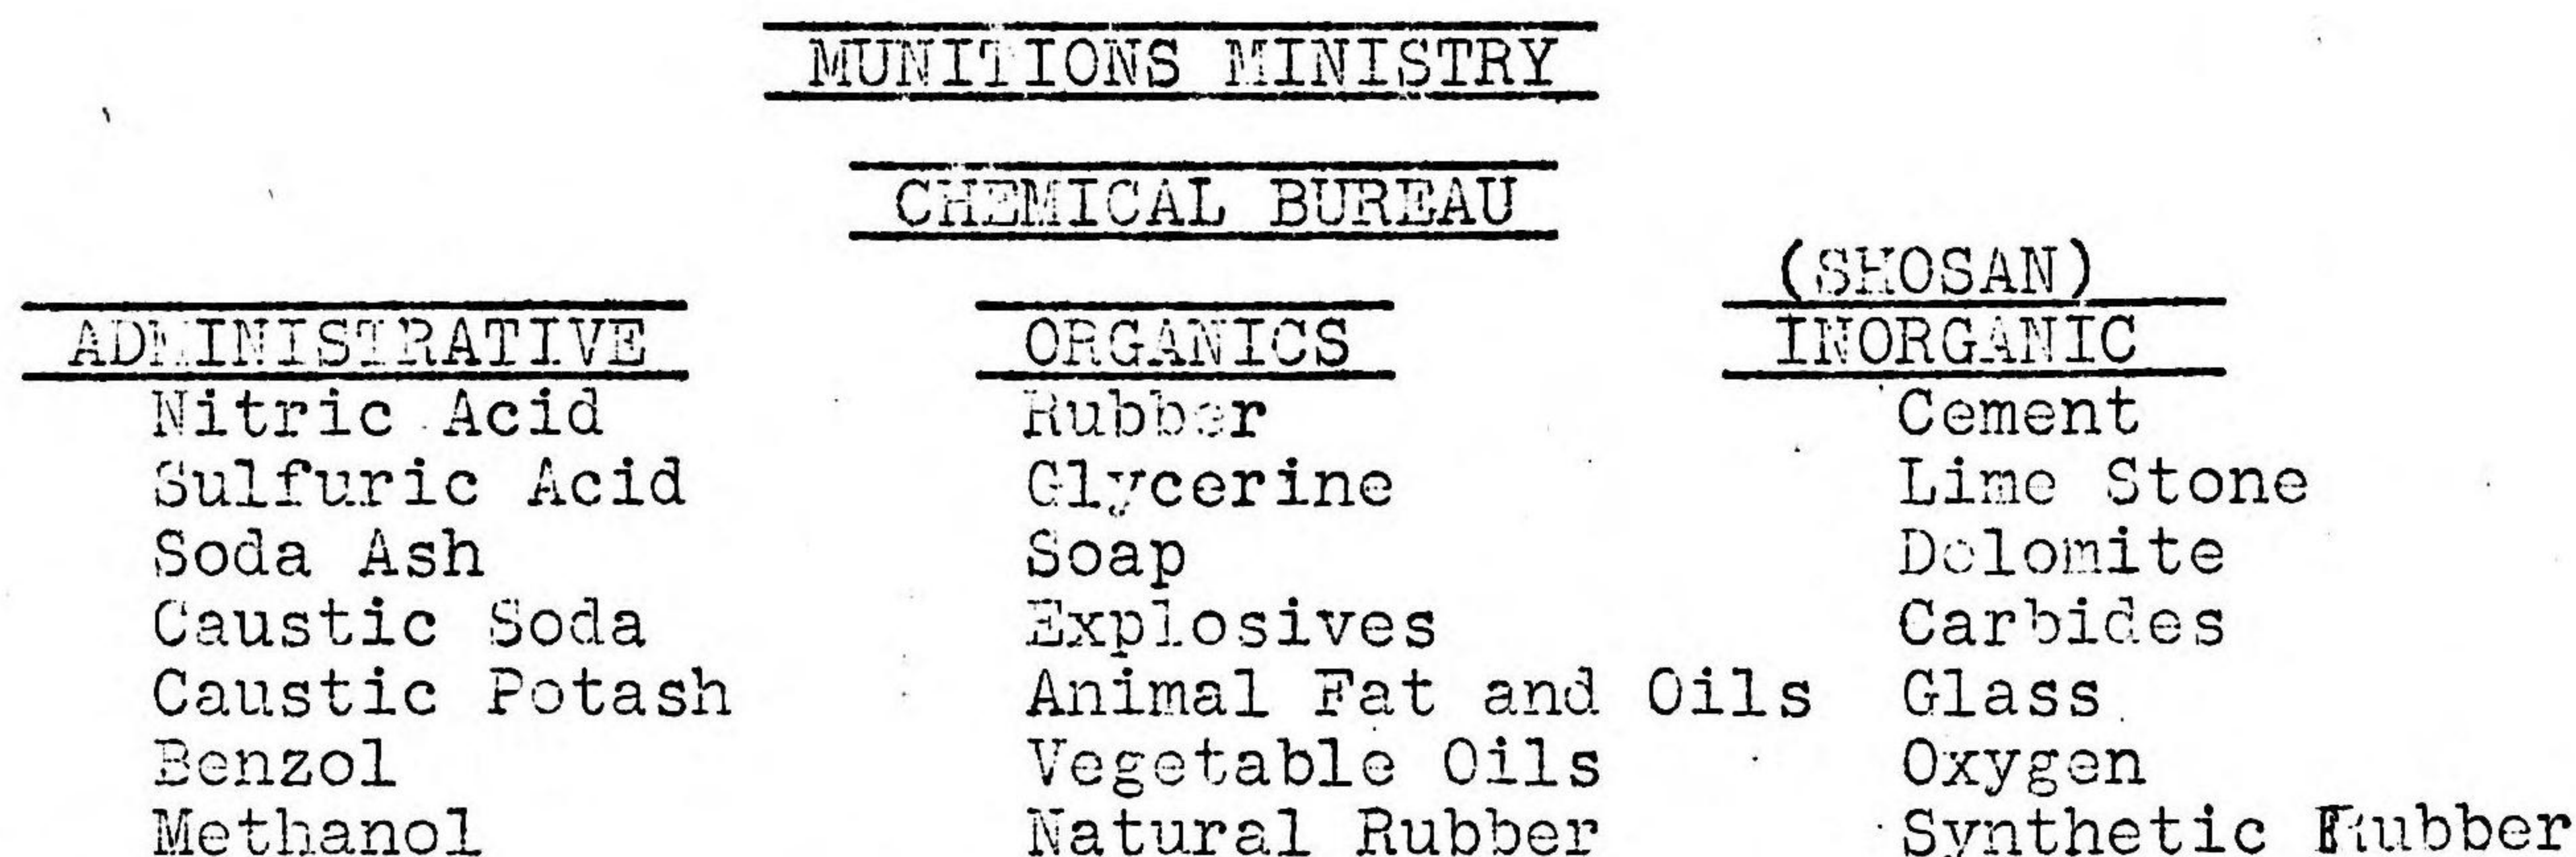 MUNITIONS MINISTRY
CHEMICAL BUREAU
(SHOSAN)
ADMINISTRATIVE ORGANICS INORGANIC
Nitric Acid Rubber Cement
Sulfuric Acid Glycerine Lime Stone
Soda Ash Soap Dolomite
Caustic Soda Explosives Carbides
Caustic Potash Animal Fat and Oils Glass
Benzol Vegetable Oils Oxygen
Methanol Natural Rubber Synthetic Rubber